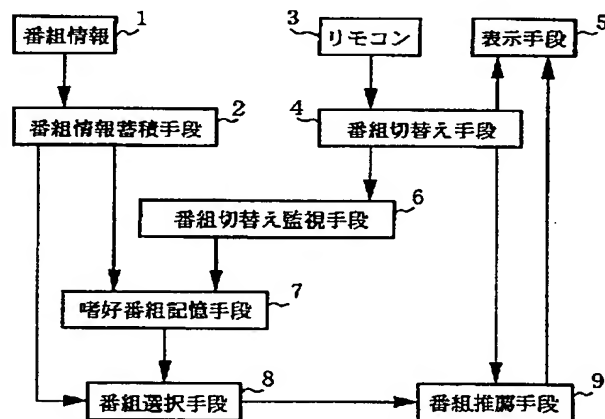 番組情報 1
リモコン 3
表示手段 5
番組情報蓄積手段 2
番組切替え手段 4
番組切替え監視手段 6
嗜好番組記憶手段 7
番組選択手段 8
番組推薦手段 9